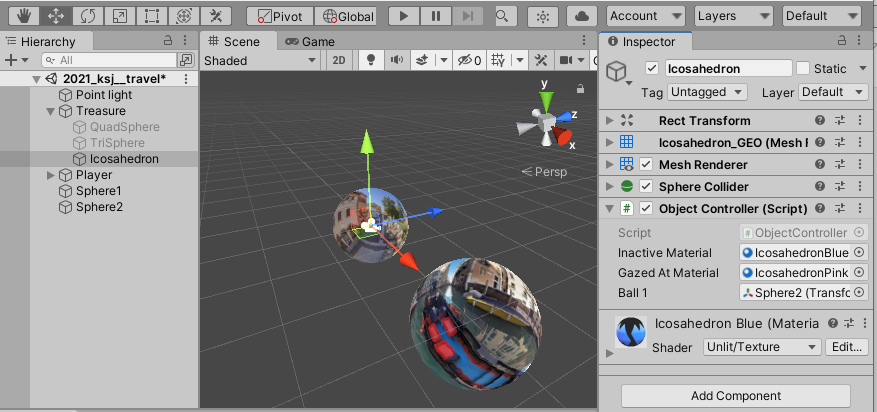 Pivot
Global
Account
Layers
Default
Hierarchy
All
2021_ksj__travel*
Point light
Treasure
QuadSphere
TriSphere
Icosahedron
Player
Sphere1
Sphere2
Scene
Game
Shaded
2D
0
y
z
x
Persp
Inspector
Icosahedron
Static
Tag Untagged
Layer Default
Rect Transform
Icosahedron_GEO (Mesh F
Mesh Renderer
Sphere Collider
Object Controller (Script)
Script ObjectController
Inactive Material IcosahedronBlue
Gazed At Material IcosahedronPink
Ball 1 Sphere2 (Transfo
Icosahedron Blue (Materia
Shader Unlit/Texture Edit...
Add Component